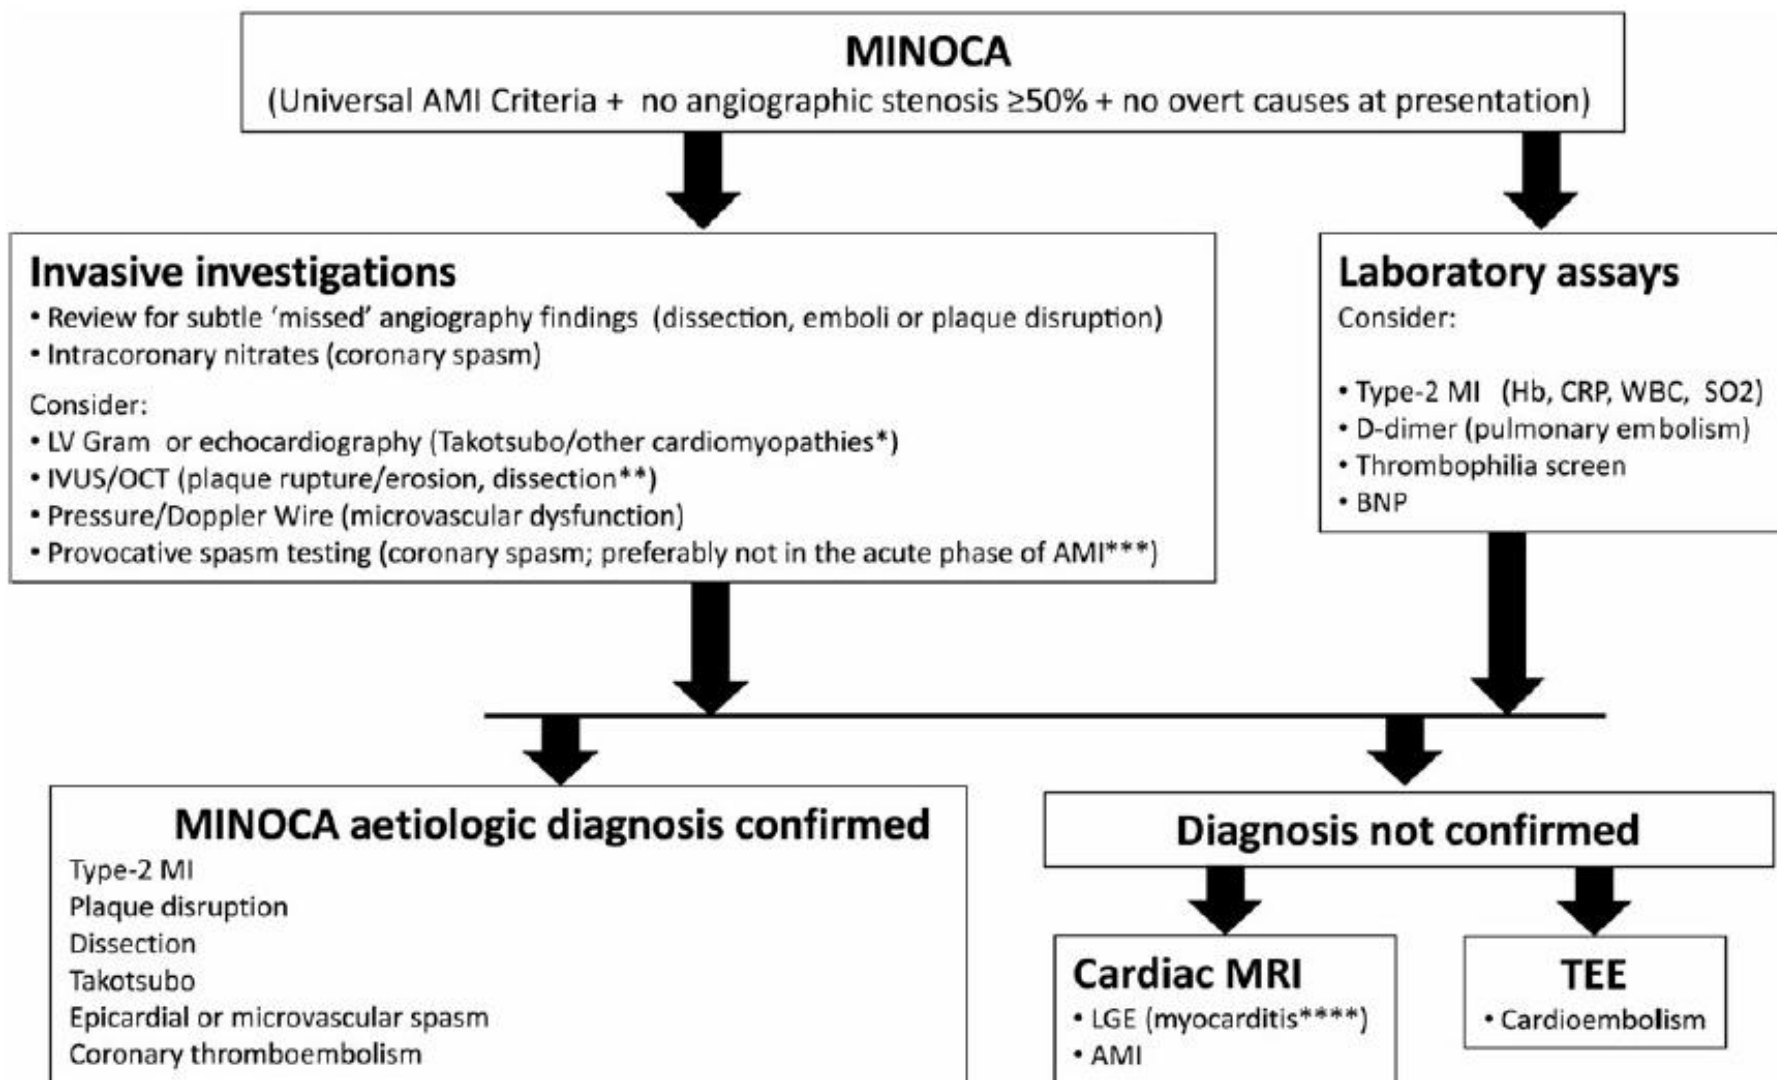 MINOCA
(Universal AMI Criteria + no angiographic stenosis ≥50% + no overt causes at presentation)
Invasive investigations
• Review for subtle ‘missed’ angiography findings (dissection, emboli or plaque disruption)
• Intracoronary nitrates (coronary spasm)
Consider:
• LV Gram or echocardiography (Takotsubo/other cardiomyopathies*)
• IVUS/OCT (plaque rupture/erosion, dissection**)
• Pressure/Doppler Wire (microvascular dysfunction)
• Provocative spasm testing (coronary spasm; preferably not in the acute phase of AMI***)
Laboratory assays
Consider:
• Type-2 MI (Hb, CRP, WBC, SO2)
• D-dimer (pulmonary embolism)
• Thrombophilia screen
• BNP
MINOCA aetiologic diagnosis confirmed
Type-2 MI
Plaque disruption
Dissection
Takotsubo
Epicardial or microvascular spasm
Coronary thromboembolism
Diagnosis not confirmed
Cardiac MRI
• LGE (myocarditis****)
• AMI
TEE
• Cardioembolism